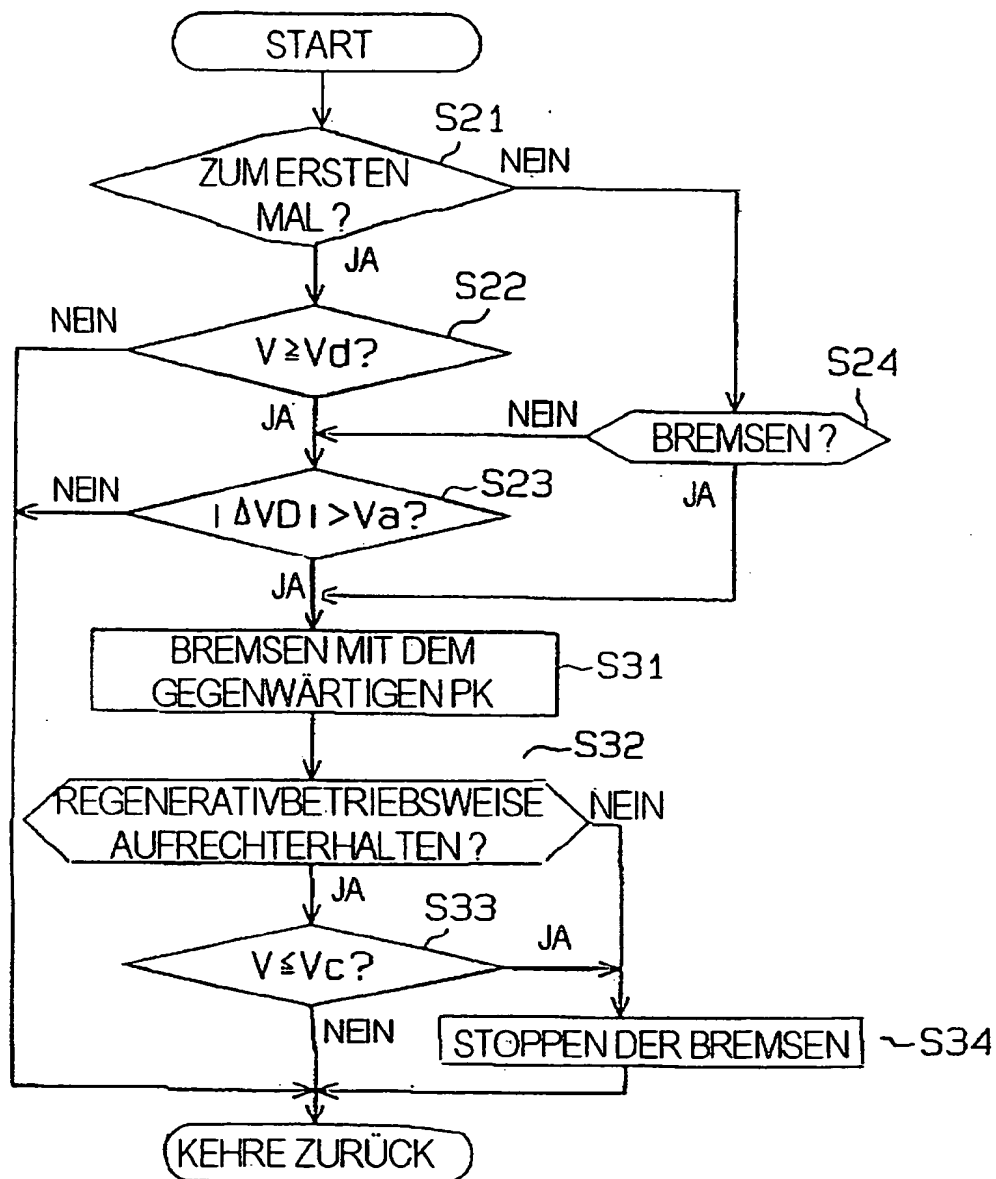 START
S21
ZUM ERSTEN
MAL ?
NEIN
JA
S22
NEIN
V≧Vd?
S24
JA
NEIN
BREMSEN ?
S23
NEIN
JA
| ΔVD | > Va?
JA
BREMSEN MIT DEM
GEGENWÄRTIGEN PK
S31
S32
REGENERATIVBETRIEBSWEISE
AUFRECHTERHALTEN ?
NEIN
JA
S33
V≦Vc?
JA
NEIN
STOPPEN DER BREMSEN
S34
KEHRE ZURÜCK